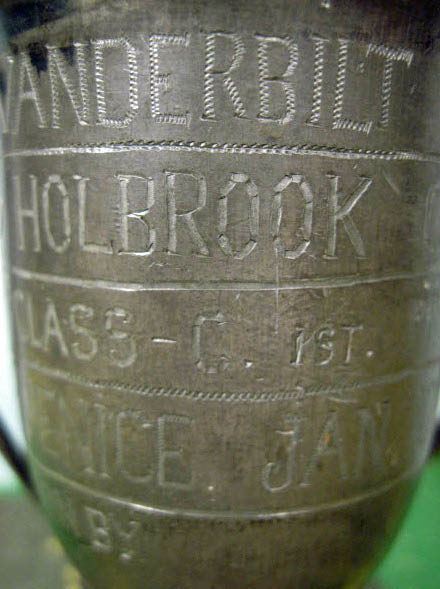 VANDERBILT
HOLBROOK
CLASS-C. 1ST.
VENICE JAN.
BY